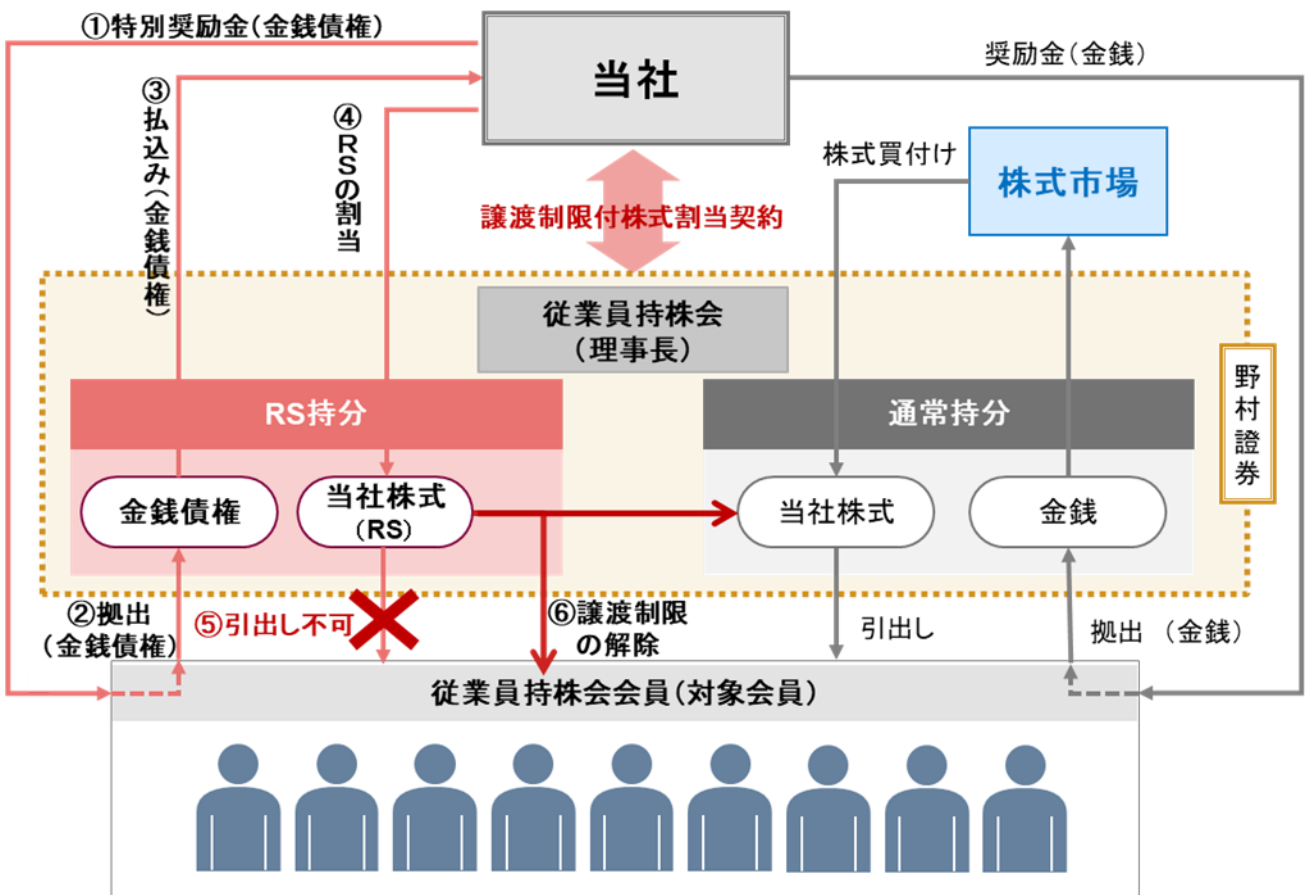 ①特別奨励金(金銭債権)
当社
奨励金(金銭)
③払込み(金銭債権)
④RSの割当
株式買付け
株式市場
譲渡制限付株式割当契約
従業員持株会
(理事長)
野村證券
RS持分
通常持分
金銭債権
当社株式
(RS)
当社株式
金銭
②拠出
(金銭債権)
⑤引出し不可
⑥譲渡制限
の解除
引出し
拠出 (金銭)
従業員持株会会員(対象会員)